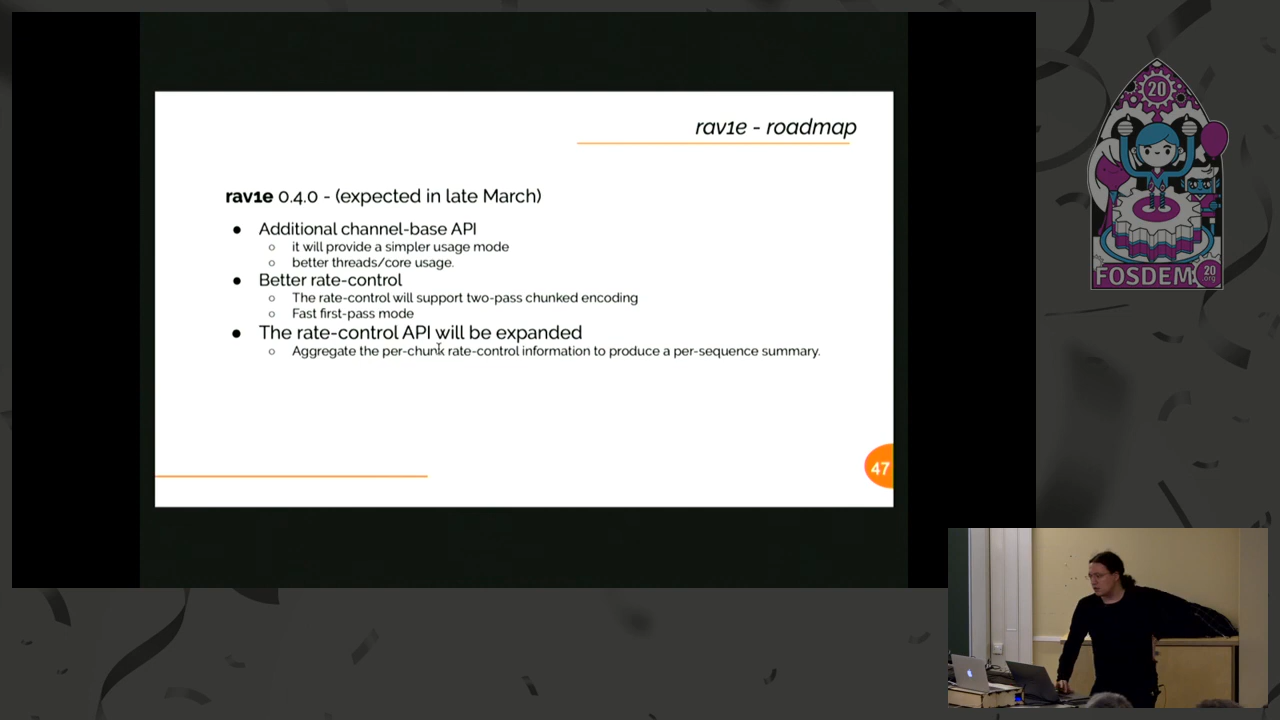 rav1e - roadmap
rav1e 0.4.0 - (expected in late March)
● Additional channel-base API
○ it will provide a simpler usage mode
○ better threads/core usage.
● Better rate-control
○ The rate-control will support two-pass chunked encoding
○ Fast first-pass mode
● The rate-control API will be expanded
○ Aggregate the per-chunk rate-control information to produce a per-sequence summary.
47
20
FOSDEM
20
.org